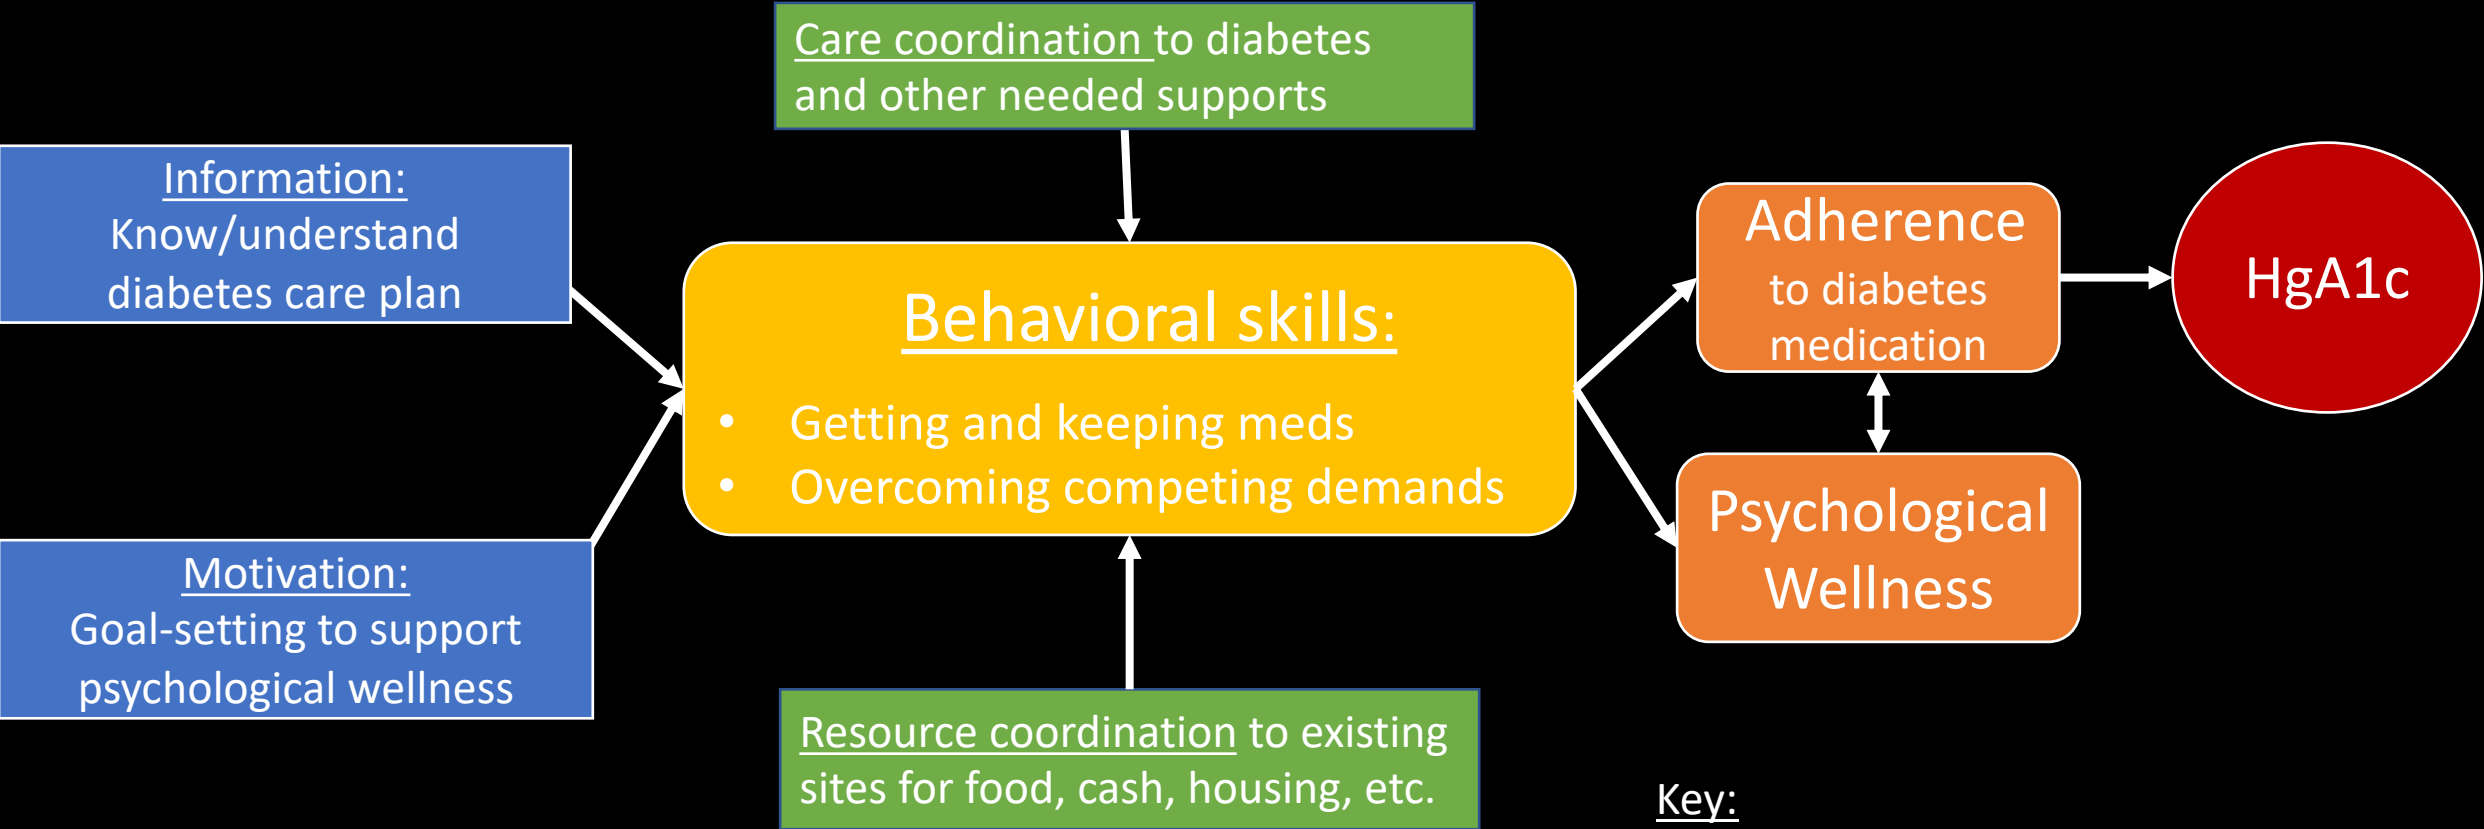 Care coordination to diabetes
and other needed supports
Information:
Know/understand
diabetes care plan
Behavioral skills:
• Getting and keeping meds
• Overcoming competing demands
Adherence
to diabetes
medication
HgA1c
Motivation:
Goal-setting to support
psychological wellness
Psychological
Wellness
Resource coordination to existing
sites for food, cash, housing, etc.
Key: